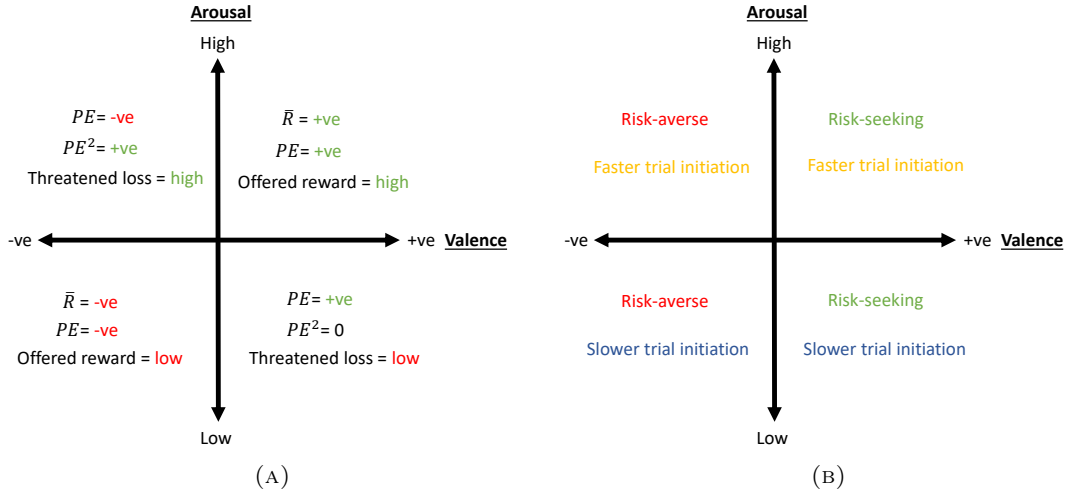 Arousal
High
PE= -ve
PE²= +ve
Threatened loss = high
R̄ = +ve
PE= +ve
Offered reward = high
-ve
+ve Valence
R̄ = -ve
PE= -ve
Offered reward = low
PE= +ve
PE²= 0
Threatened loss = low
Low
(A)
Arousal
High
Risk-averse
Faster trial initiation
Risk-seeking
Faster trial initiation
-ve
+ve Valence
Risk-averse
Slower trial initiation
Risk-seeking
Slower trial initiation
Low
(B)